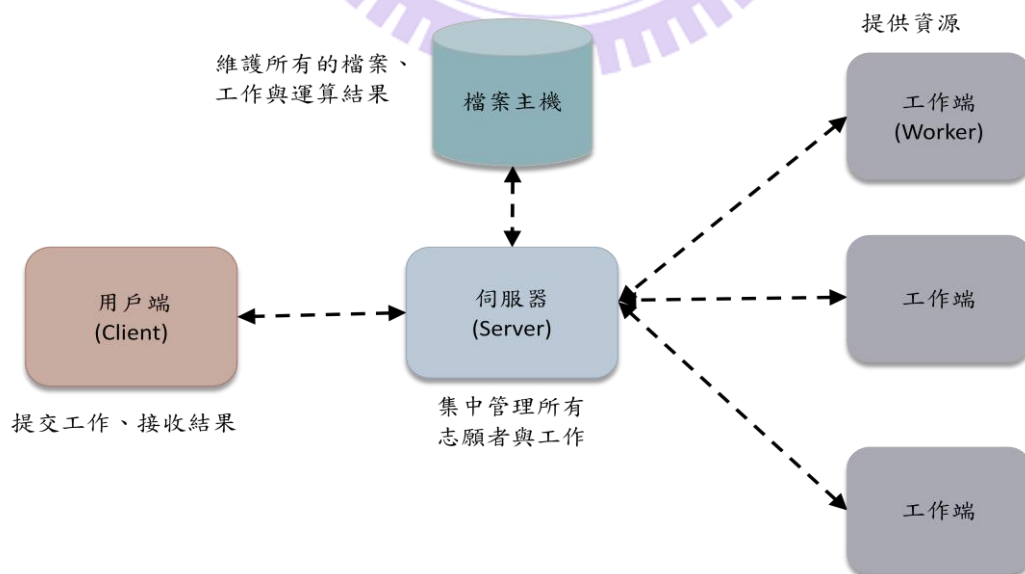 提供資源
維護所有的檔案、
工作與運算結果
檔案主機
工作端
(Worker)
用戶端
(Client)
伺服器
(Server)
工作端
提交工作、接收結果
集中管理所有
志願者與工作
工作端